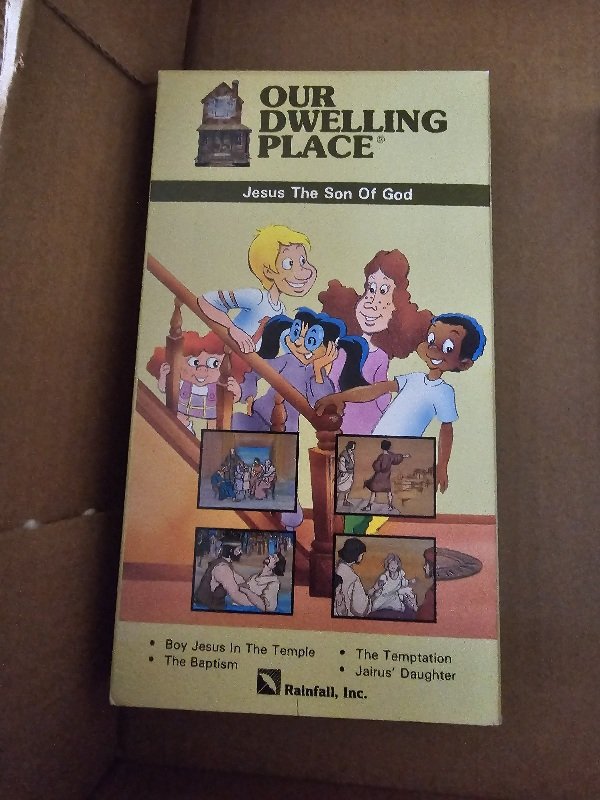 OUR
DWELLING
PLACE®
Jesus The Son Of God
• Boy Jesus In The Temple
• The Baptism
• The Temptation
• Jairus' Daughter
Rainfall, Inc.